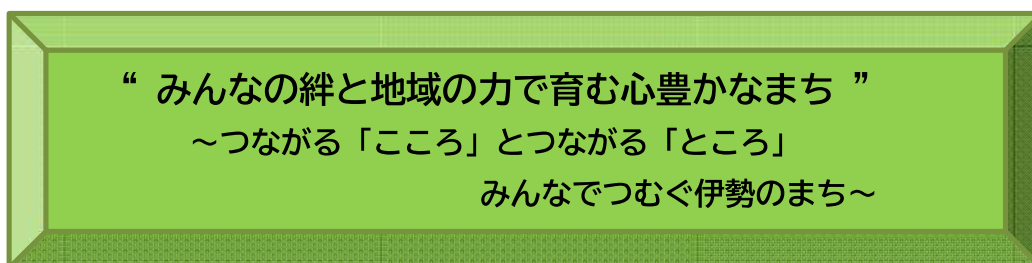 “ みんなの絆と地域の力で育む心豊かなまち ”
～つながる「こころ」とつながる「ところ」
みんなでつむぐ伊勢のまち～